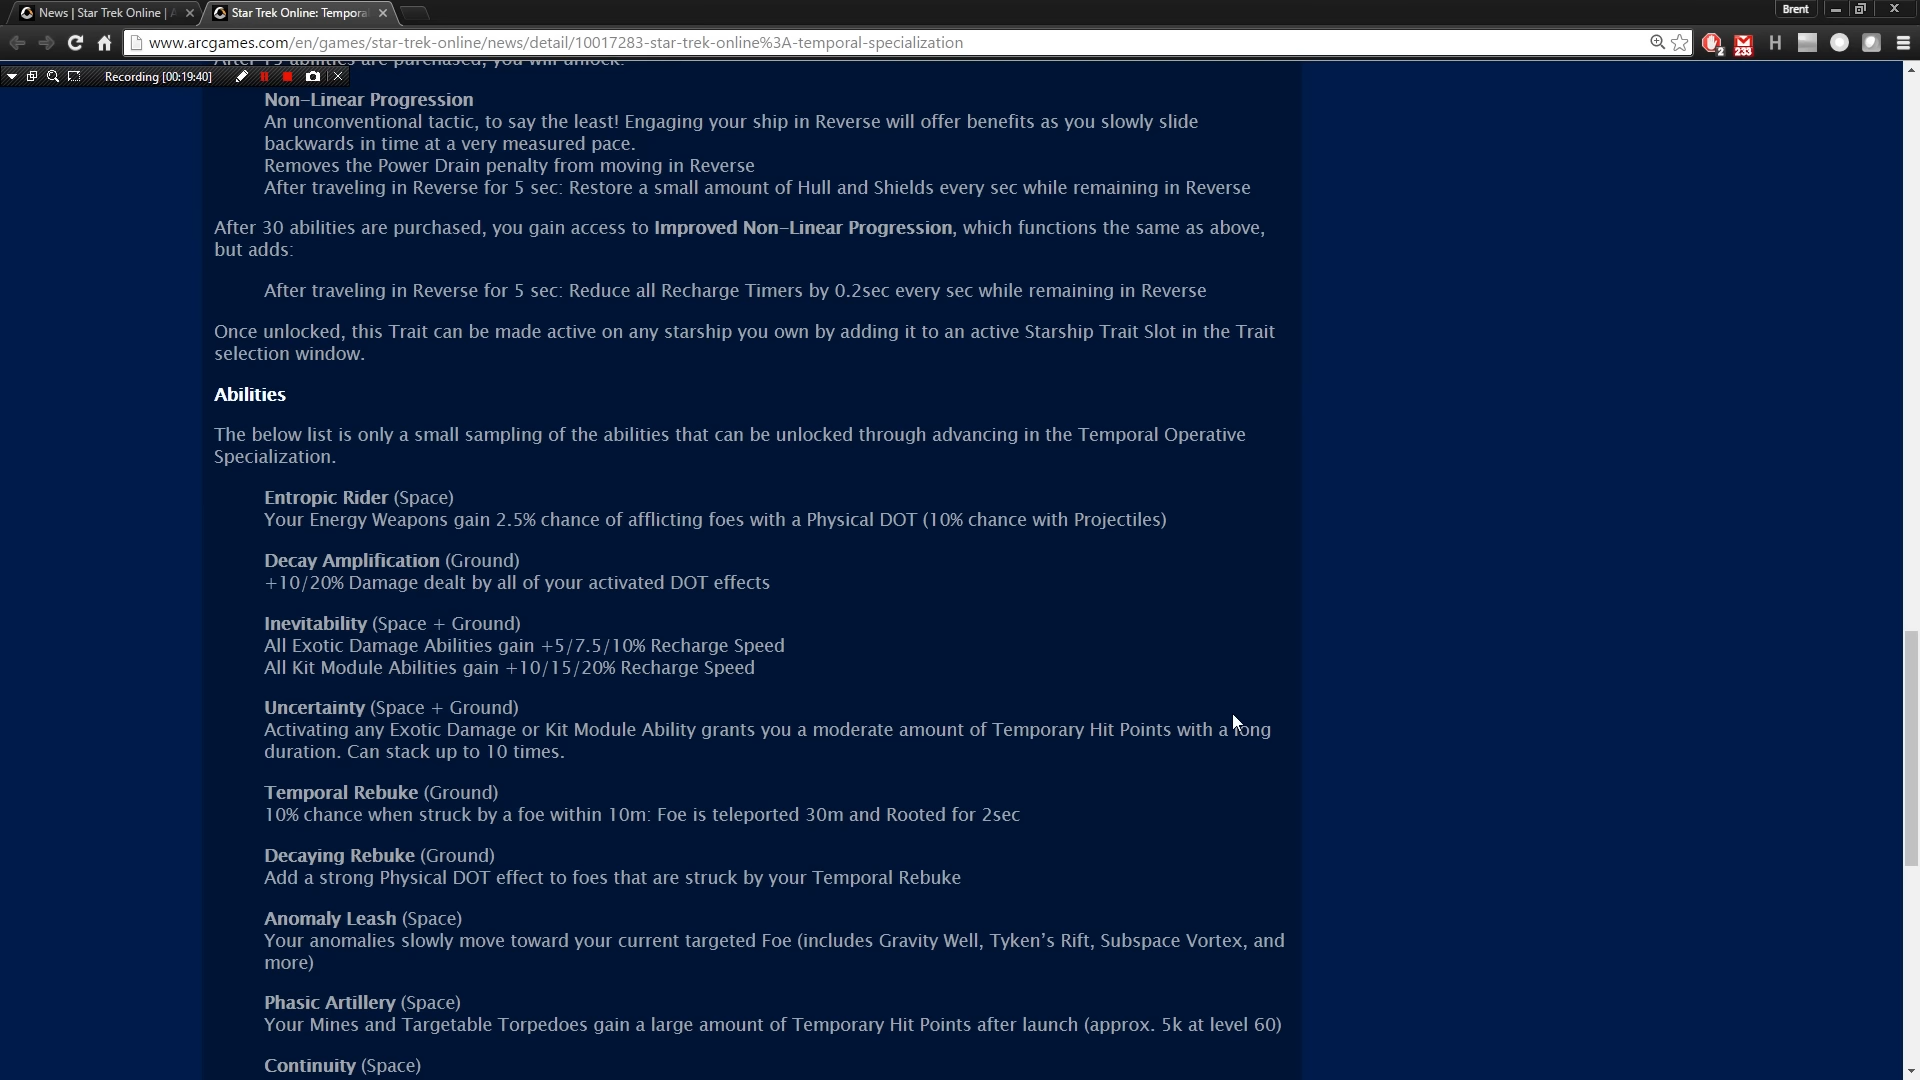 News | Star Trek Online |
Star Trek Online: Tempora
Brent
www.arcgames.com/en/games/star-trek-online/news/detail/10017283-star-trek-online%3A-temporal-specialization
2
233
H
After 15 abilities are purchased, you will unlock:
Recording [00:19:40]
Non-Linear Progression
An unconventional tactic, to say the least! Engaging your ship in Reverse will offer benefits as you slowly slide
backwards in time at a very measured pace.
Removes the Power Drain penalty from moving in Reverse
After traveling in Reverse for 5 sec: Restore a small amount of Hull and Shields every sec while remaining in Reverse
After 30 abilities are purchased, you gain access to Improved Non-Linear Progression, which functions the same as above,
but adds:
After traveling in Reverse for 5 sec: Reduce all Recharge Timers by 0.2sec every sec while remaining in Reverse
Once unlocked, this Trait can be made active on any starship you own by adding it to an active Starship Trait Slot in the Trait
selection window.
Abilities
The below list is only a small sampling of the abilities that can be unlocked through advancing in the Temporal Operative
Specialization.
Entropic Rider (Space)
Your Energy Weapons gain 2.5% chance of afflicting foes with a Physical DOT (10% chance with Projectiles)
Decay Amplification (Ground)
+10/20% Damage dealt by all of your activated DOT effects
Inevitability (Space + Ground)
All Exotic Damage Abilities gain +5/7.5/10% Recharge Speed
All Kit Module Abilities gain +10/15/20% Recharge Speed
Uncertainty (Space + Ground)
Activating any Exotic Damage or Kit Module Ability grants you a moderate amount of Temporary Hit Points with a long
duration. Can stack up to 10 times.
Temporal Rebuke (Ground)
10% chance when struck by a foe within 10m: Foe is teleported 30m and Rooted for 2sec
Decaying Rebuke (Ground)
Add a strong Physical DOT effect to foes that are struck by your Temporal Rebuke
Anomaly Leash (Space)
Your anomalies slowly move toward your current targeted Foe (includes Gravity Well, Tyken's Rift, Subspace Vortex, and
more)
Phasic Artillery (Space)
Your Mines and Targetable Torpedoes gain a large amount of Temporary Hit Points after launch (approx. 5k at level 60)
Continuity (Space)